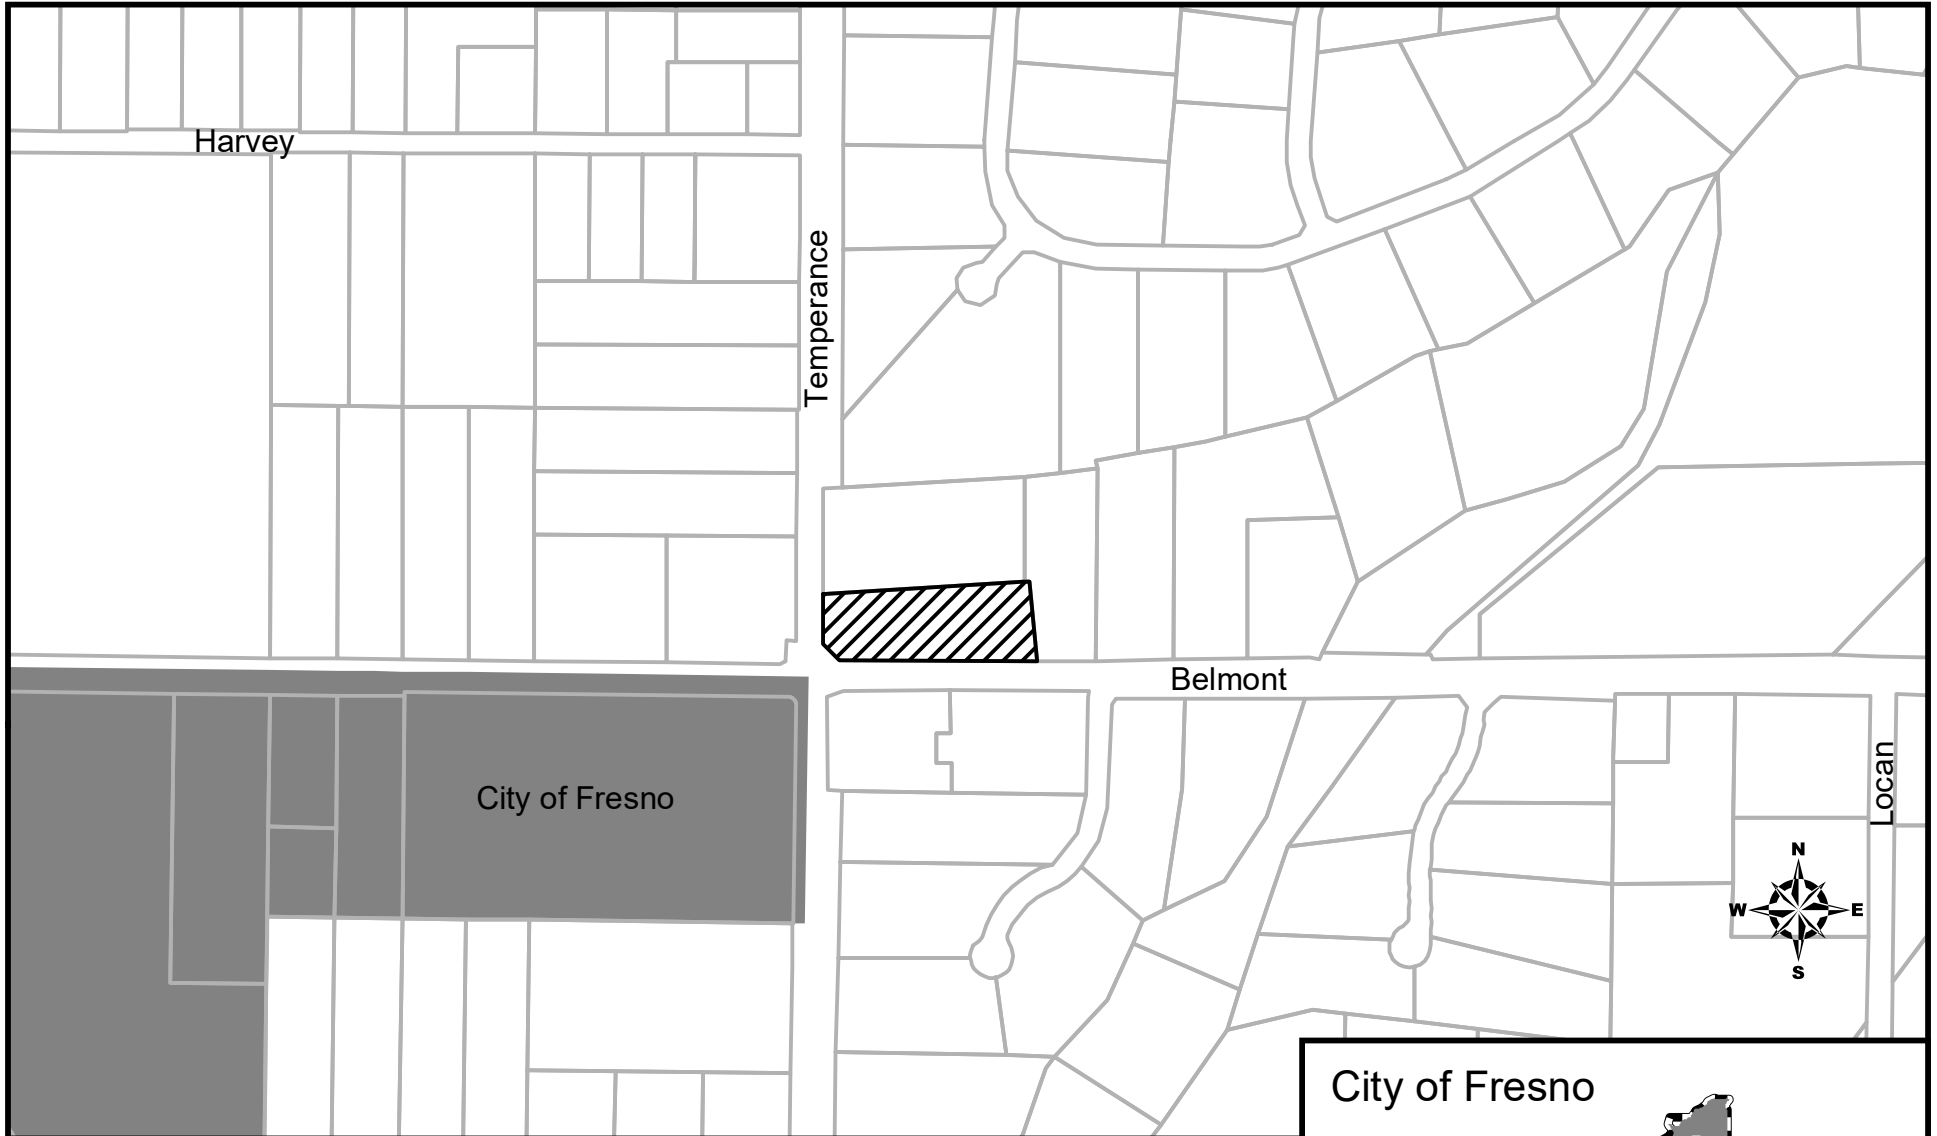 Harvey
Temperance
Belmont
City of Fresno
Locan
N
W
E
S
City of Fresno